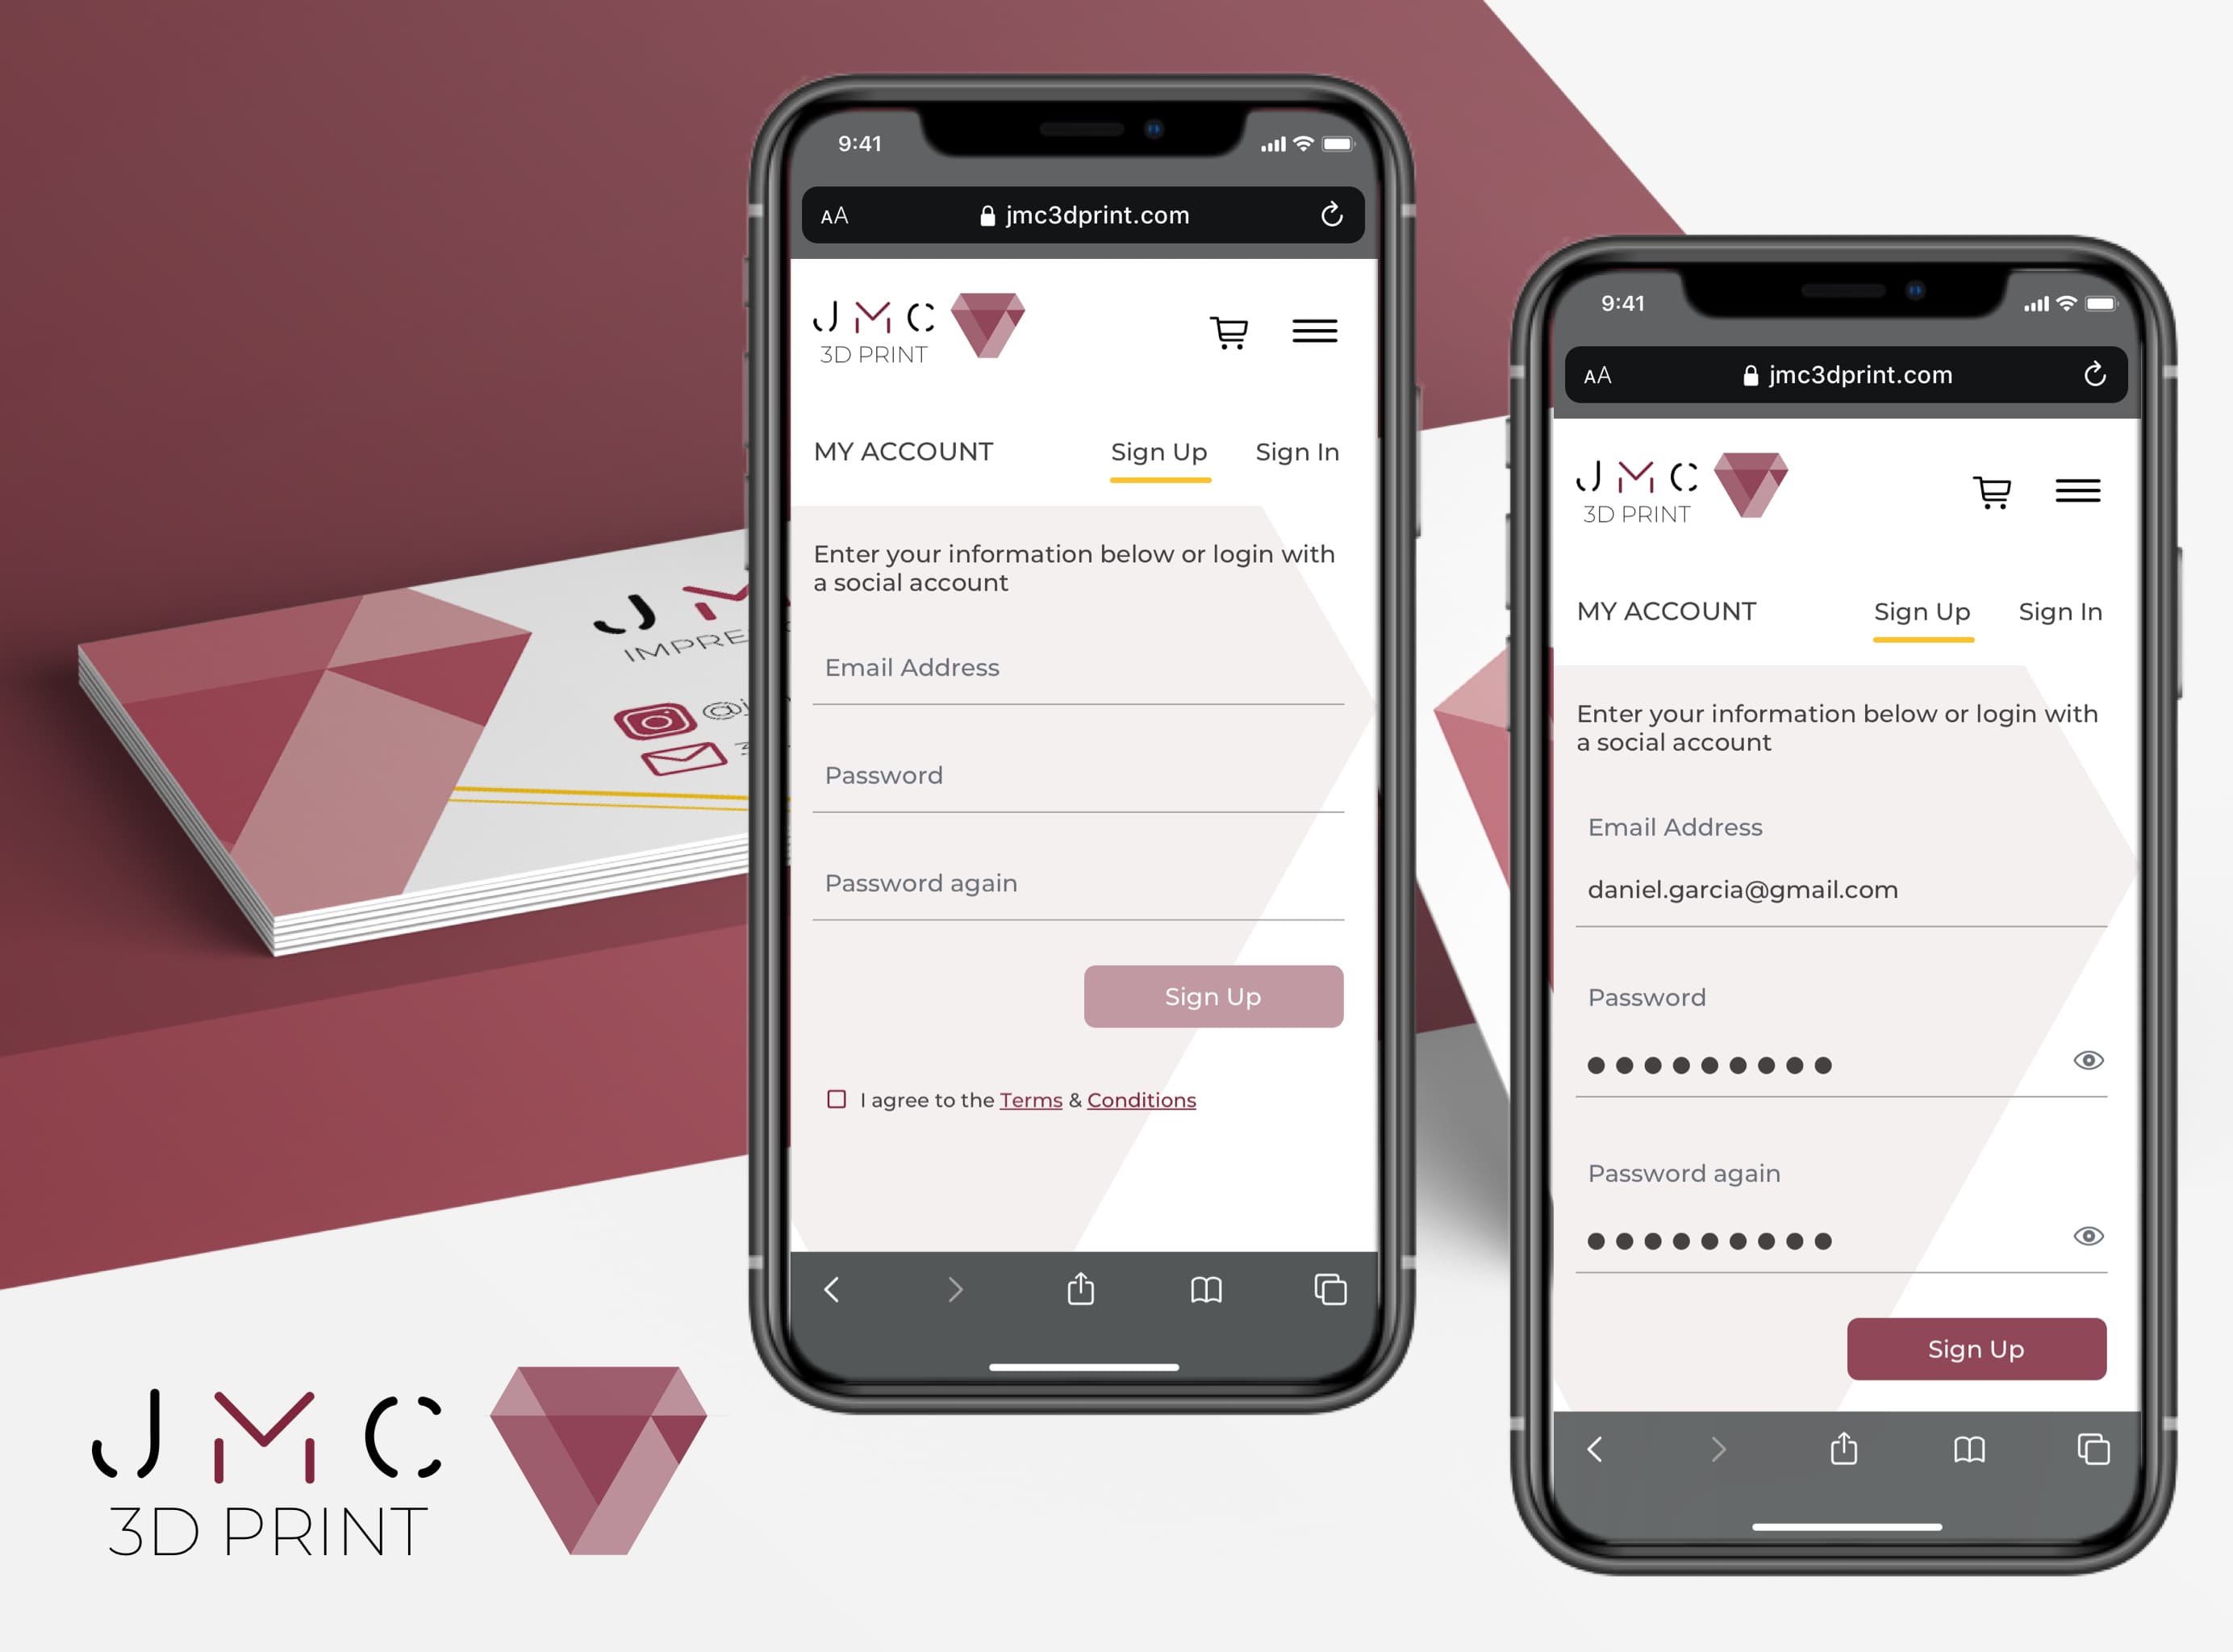 9:41
AA jmc3dprint.com
JMC
3D PRINT
MY ACCOUNT Sign Up Sign In
Enter your information below or login with
a social account
Email Address
Password
Password again
Sign Up
I agree to the Terms & Conditions
9:41
AA jmc3dprint.com
JMC
3D PRINT
MY ACCOUNT Sign Up Sign In
Enter your information below or login with
a social account
Email Address
daniel.garcia@gmail.com
Password
Password again
Sign Up
J M
JMC
3D PRINT